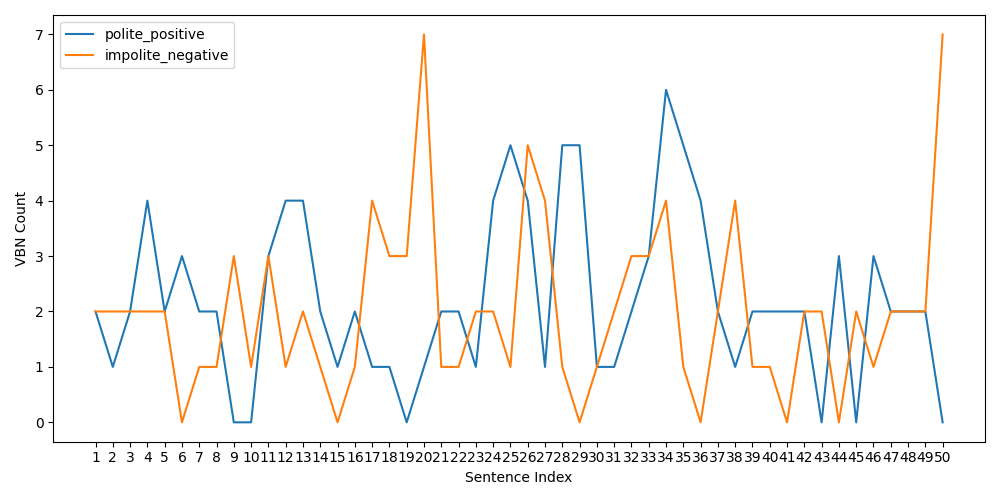 polite_positive
impolite_negative
VBN Count
7
6
5
4
3
2
1
0
1 2 3 4 5 6 7 8 9 10 11 12 13 14 15 16 17 18 19 20 21 22 23 24 25 26 27 28 29 30 31 32 33 34 35 36 37 38 39 40 41 42 43 44 45 46 47 48 49 50
Sentence Index